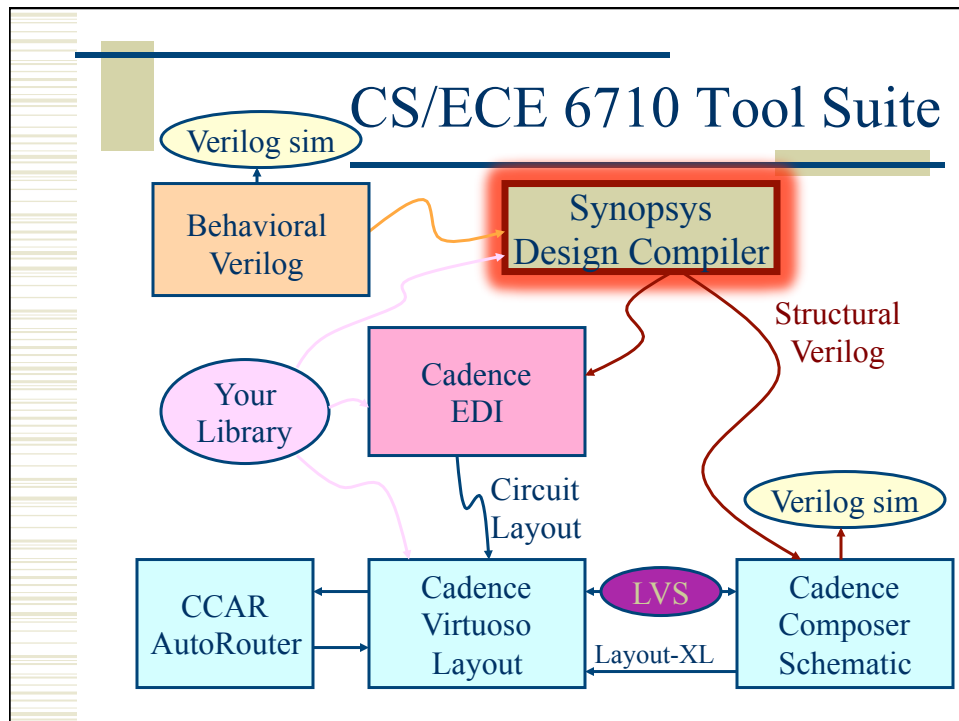 CS/ECE 6710 Tool Suite
Verilog sim
Behavioral
Verilog
Synopsys
Design Compiler
Structural
Verilog
Your
Library
Cadence
EDI
Circuit
Layout
Verilog sim
CCAR
AutoRouter
Cadence
Virtuoso
Layout
LVS
Layout-XL
Cadence
Composer
Schematic